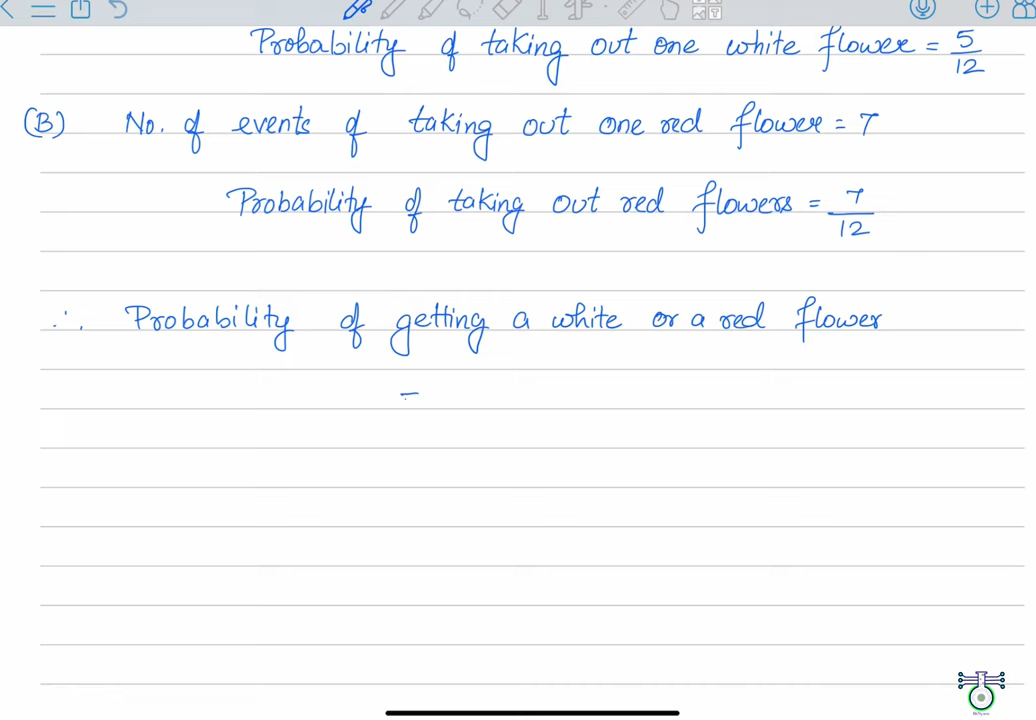 Probability of taking out one white flower = 5/12
(B) No. of events of taking out one red flower = 7
Probability of taking out red flowers = 7/12
∴ Probability of getting a white or a red flower
=